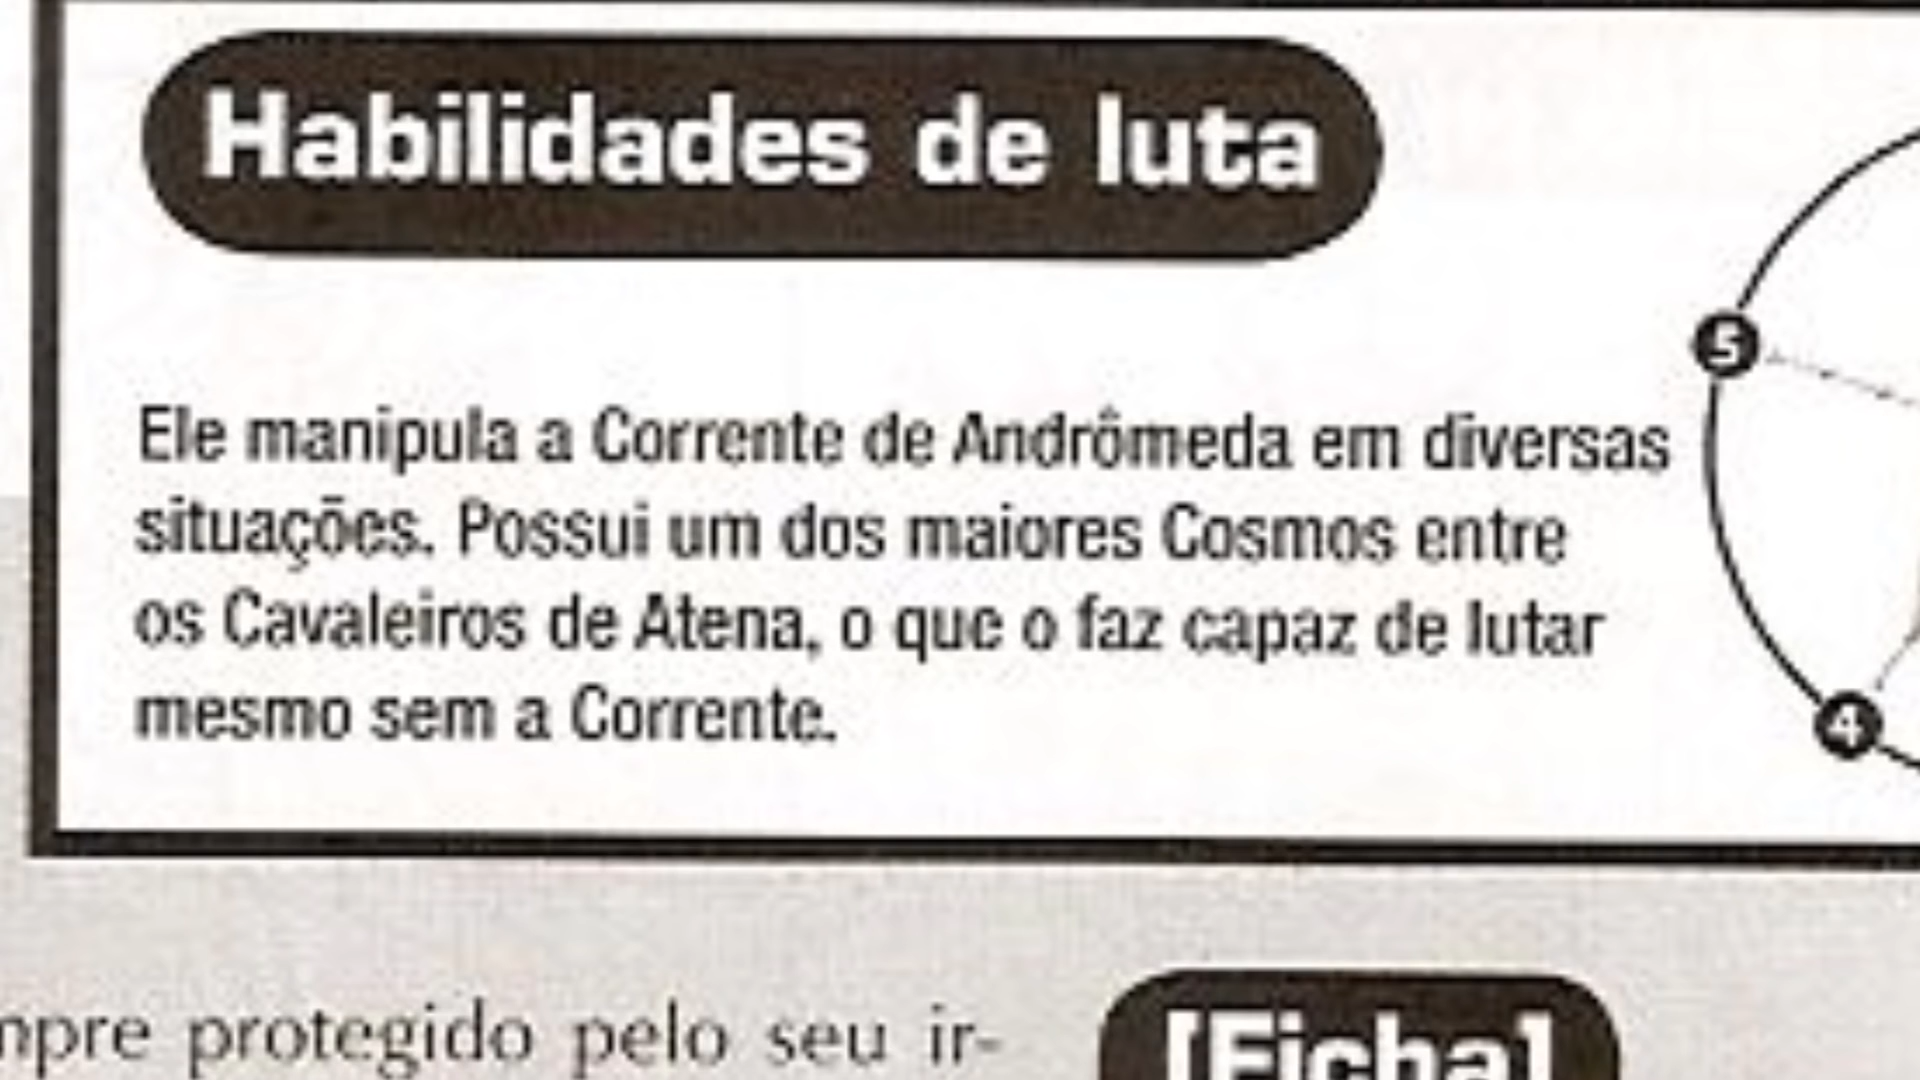 Habilidades de luta
Ele manipula a Corrente de Andrômeda em diversas
situações. Possui um dos maiores Cosmos entre
os Cavaleiros de Atena, o que o faz capaz de lutar
mesmo sem a Corrente.
5
4
protegido pelo seu ir-
[Ficha]